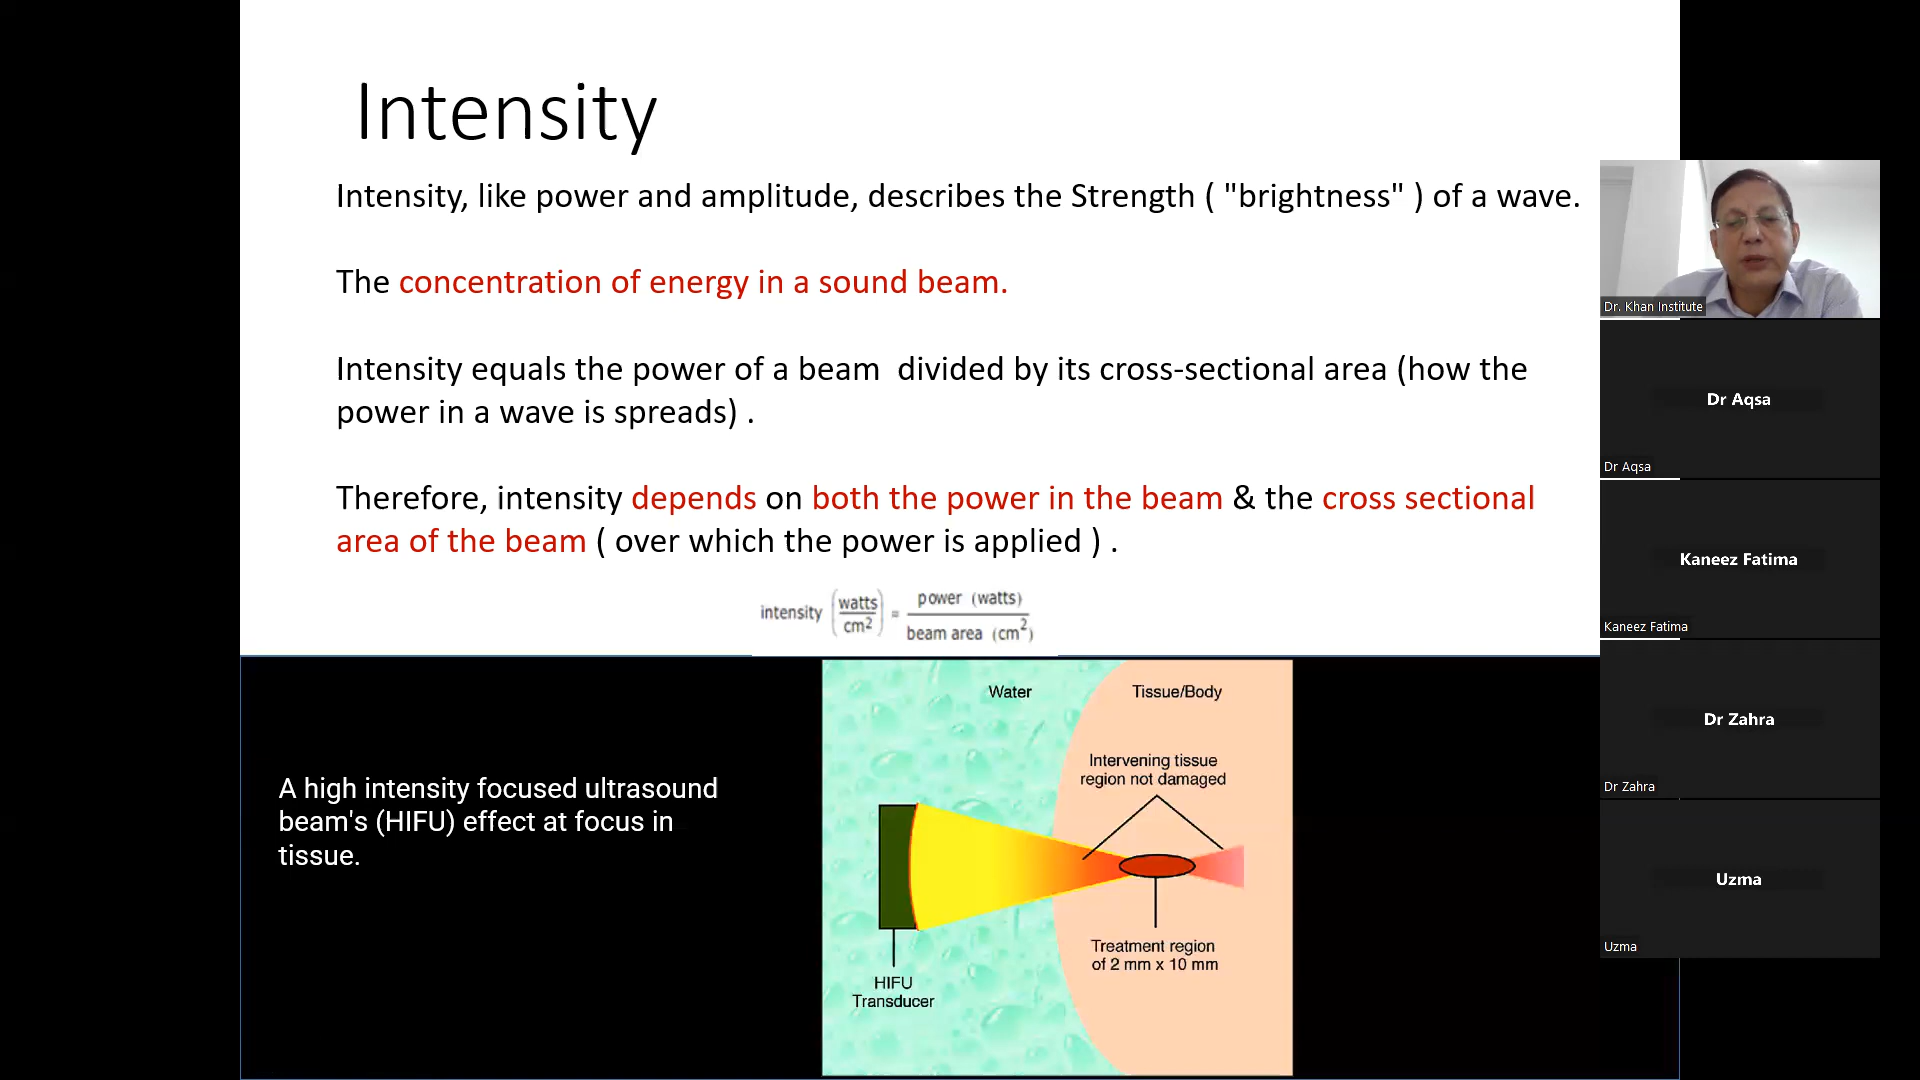 Intensity
Intensity, like power and amplitude, describes the Strength ( "brightness" ) of a wave.
The concentration of energy in a sound beam.
Intensity equals the power of a beam  divided by its cross-sectional area (how the
power in a wave is spreads) .
Therefore, intensity depends on both the power in the beam & the cross sectional
area of the beam ( over which the power is applied ) .
intensity (watts/cm2) = power (watts)/beam area (cm2)
A high intensity focused ultrasound
beam's (HIFU) effect at focus in
tissue.
Water
Tissue/Body
Intervening tissue
region not damaged
Treatment region
of 2 mm x 10 mm
HIFU
Transducer
Dr. Khan Institute
Dr Aqsa
Dr Aqsa
Kaneez Fatima
Kaneez Fatima
Dr Zahra
Dr Zahra
Uzma
Uzma